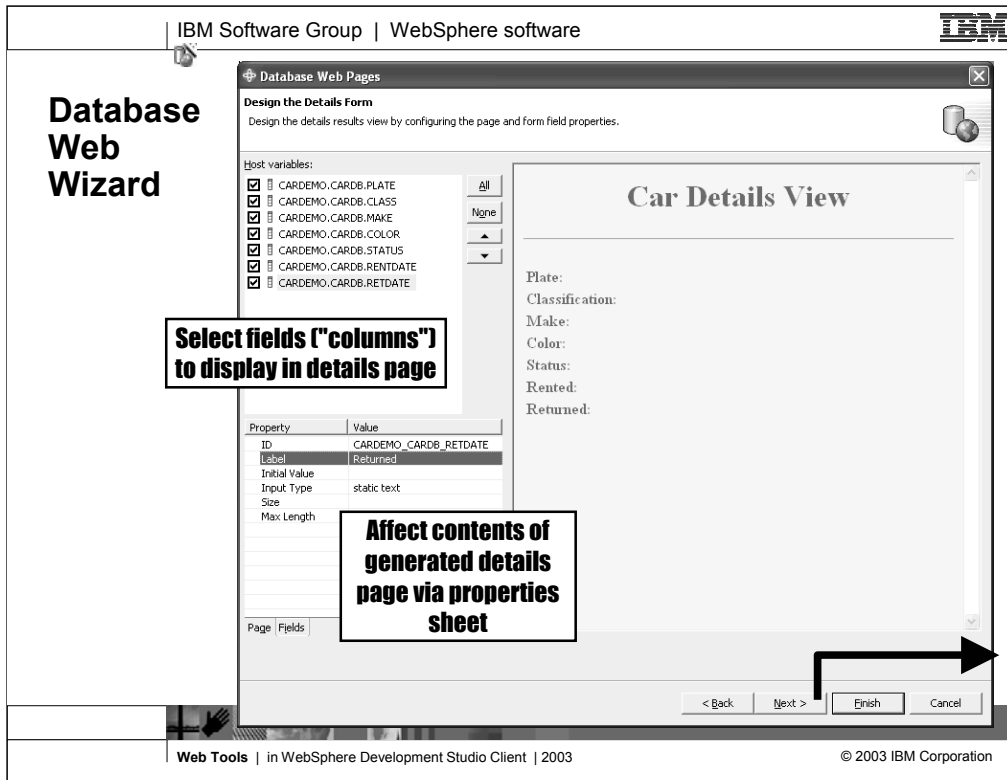 IBM Software Group | WebSphere software
IBM
Database
Web
Wizard
Database Web Pages
Design the Details Form
Design the details results view by configuring the page and form field properties.
Host variables:
CARDEMO.CARDB.PLATE
CARDEMO.CARDB.CLASS
CARDEMO.CARDB.MAKE
CARDEMO.CARDB.COLOR
CARDEMO.CARDB.STATUS
CARDEMO.CARDB.RENTDATE
CARDEMO.CARDB.RETDATE
All
None
Select fields ("columns")
to display in details page
Car Details View
Plate:
Classification:
Make:
Color:
Status:
Rented:
Returned:
Property Value
ID CARDEMO_CARDB_RETDATE
Label Returned
Initial Value
Input Type static text
Size
Max Length
Affect contents of
generated details
page via properties
sheet
Page Fields
< Back Next > Finish Cancel
Web Tools | in WebSphere Development Studio Client | 2003
© 2003 IBM Corporation